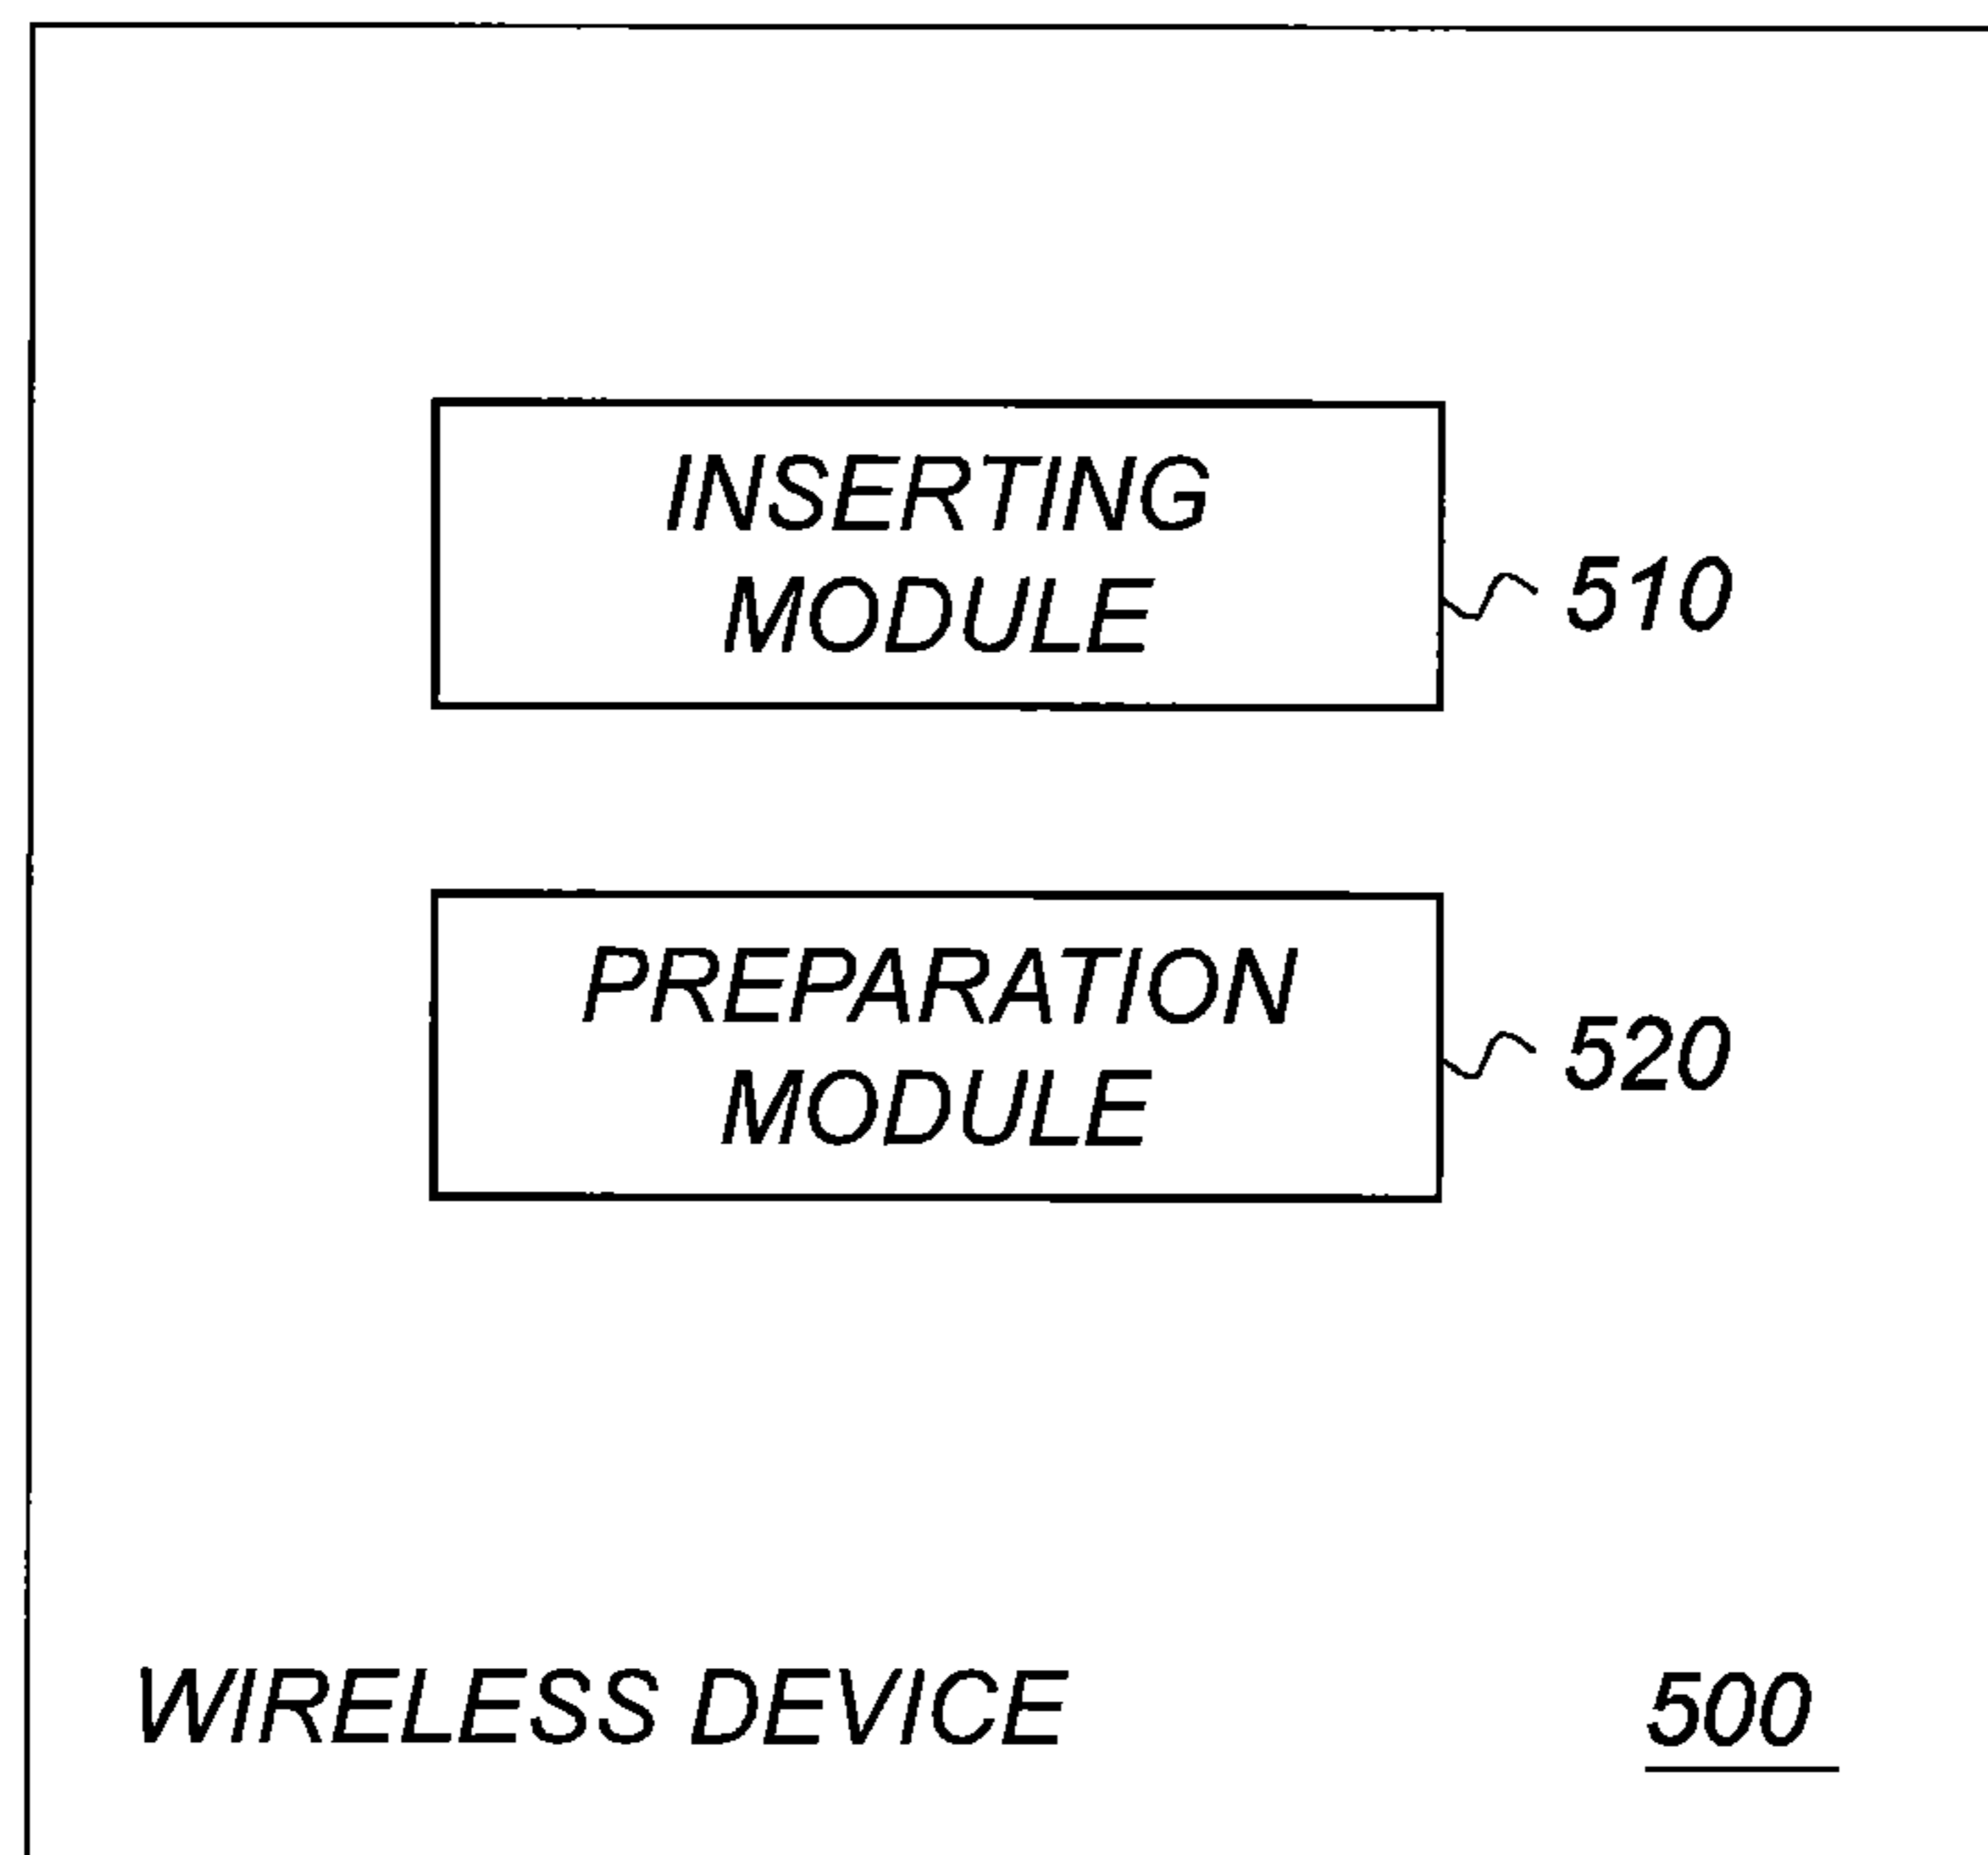 INSERTING
MODULE
510
PREPARATION
MODULE
520
WIRELESS DEVICE 500